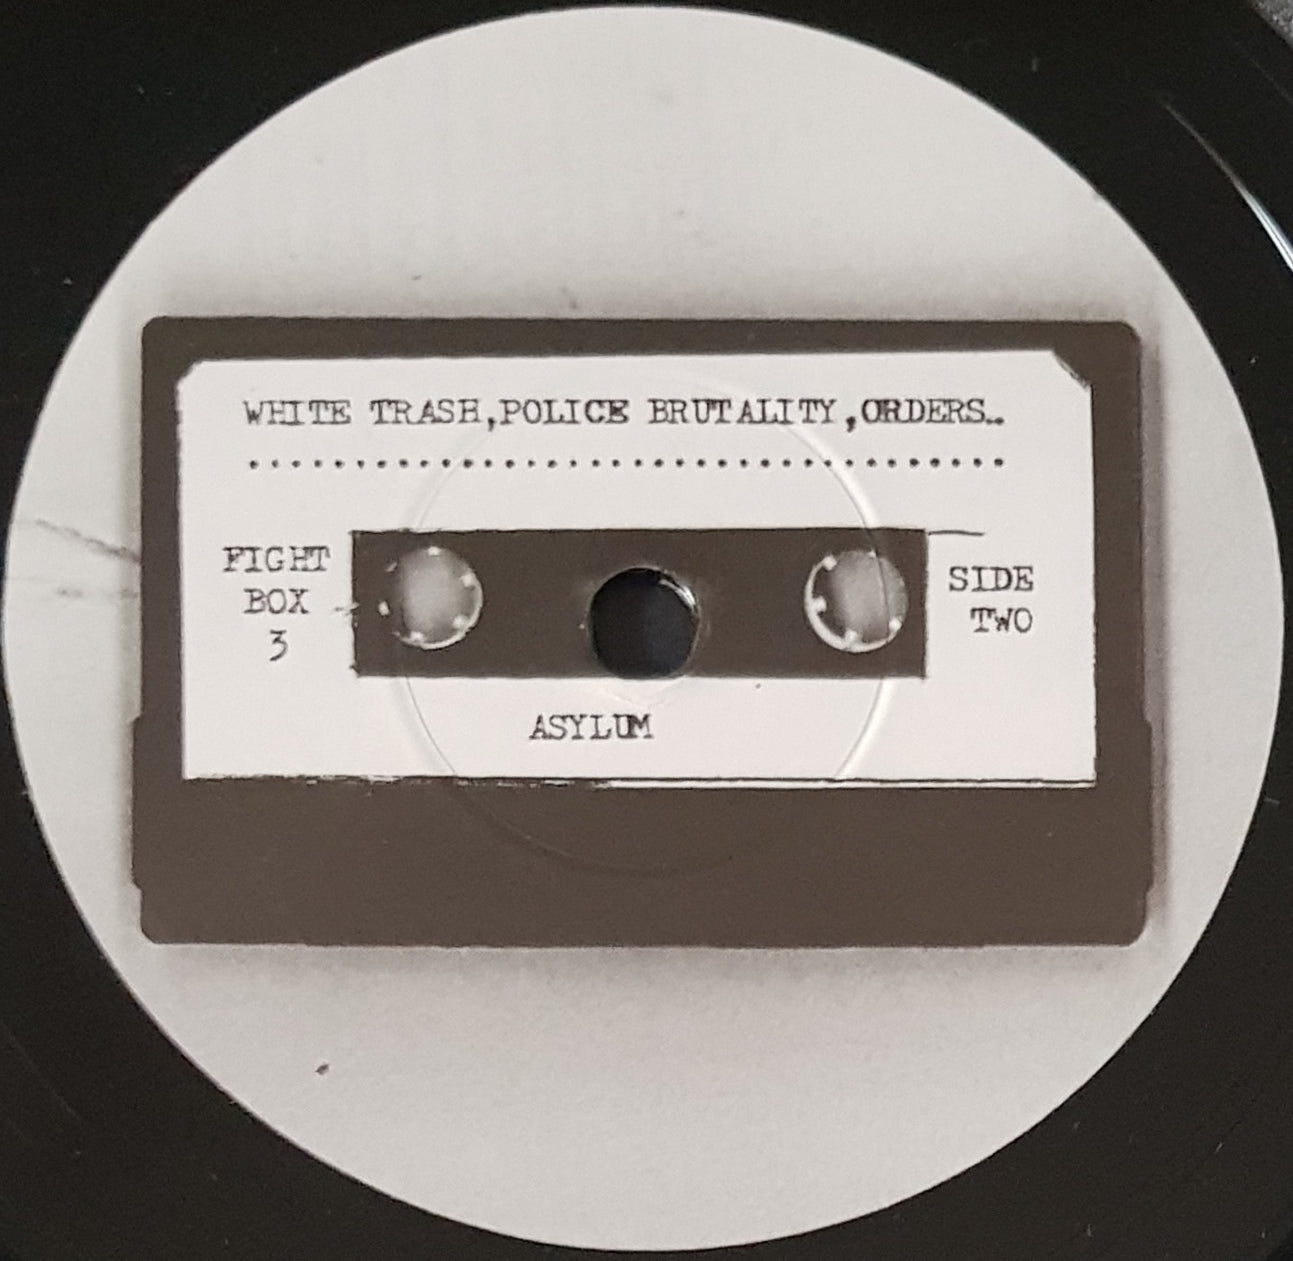 WHITE TRASH,POLICE BRUTALITY,ORDERS..
........................................
FIGHT
BOX
3
SIDE
TWO
ASYLUM